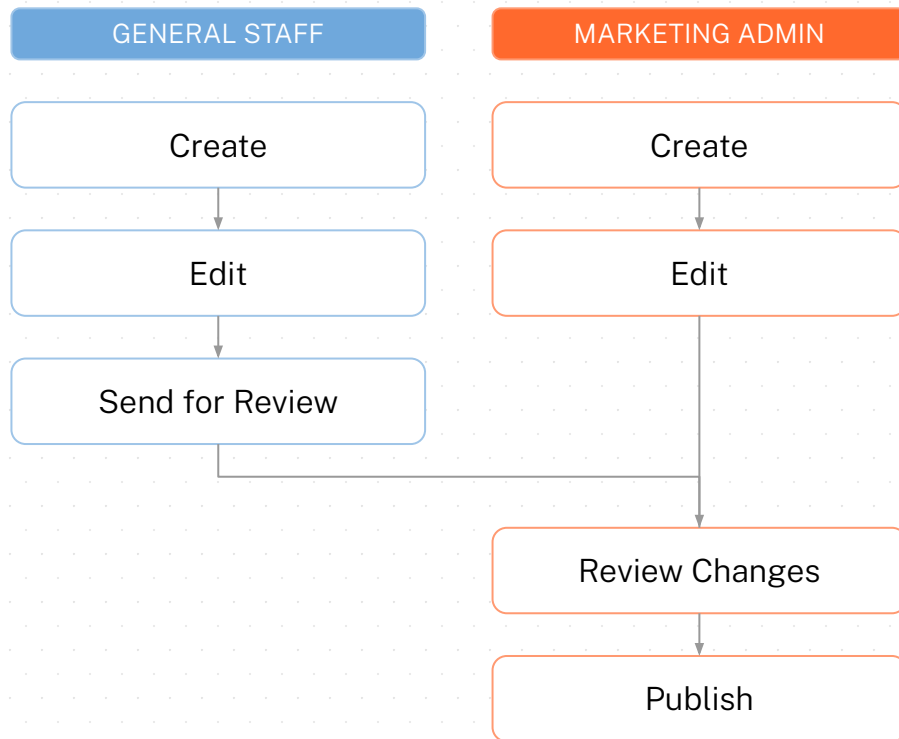 GENERAL STAFF
MARKETING ADMIN
Create
Create
Edit
Edit
Send for Review
Review Changes
Publish